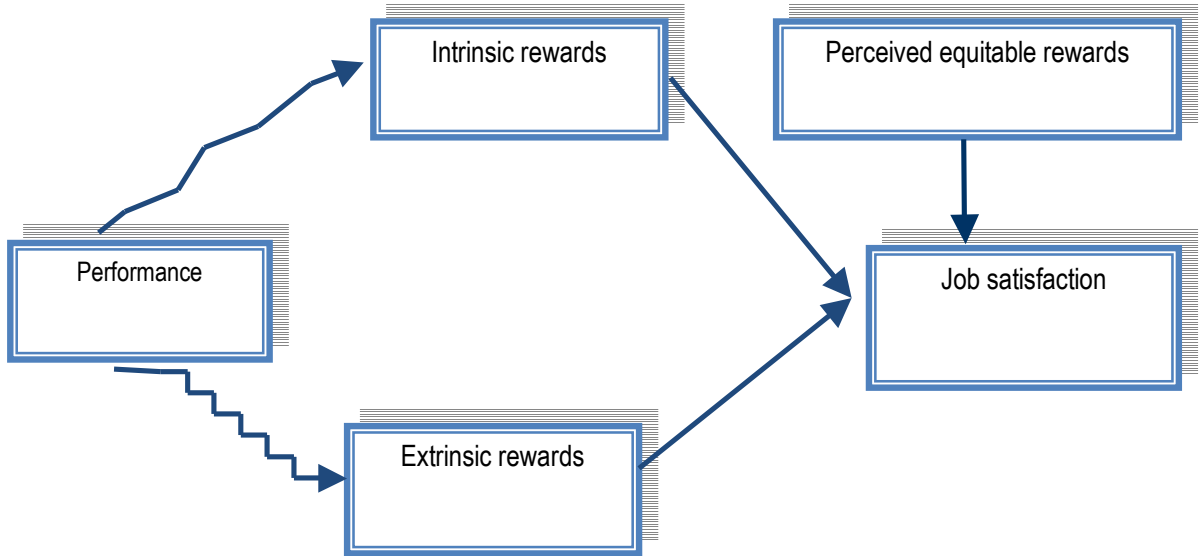 Intrinsic rewards
Perceived equitable rewards
Performance
Job satisfaction
Extrinsic rewards